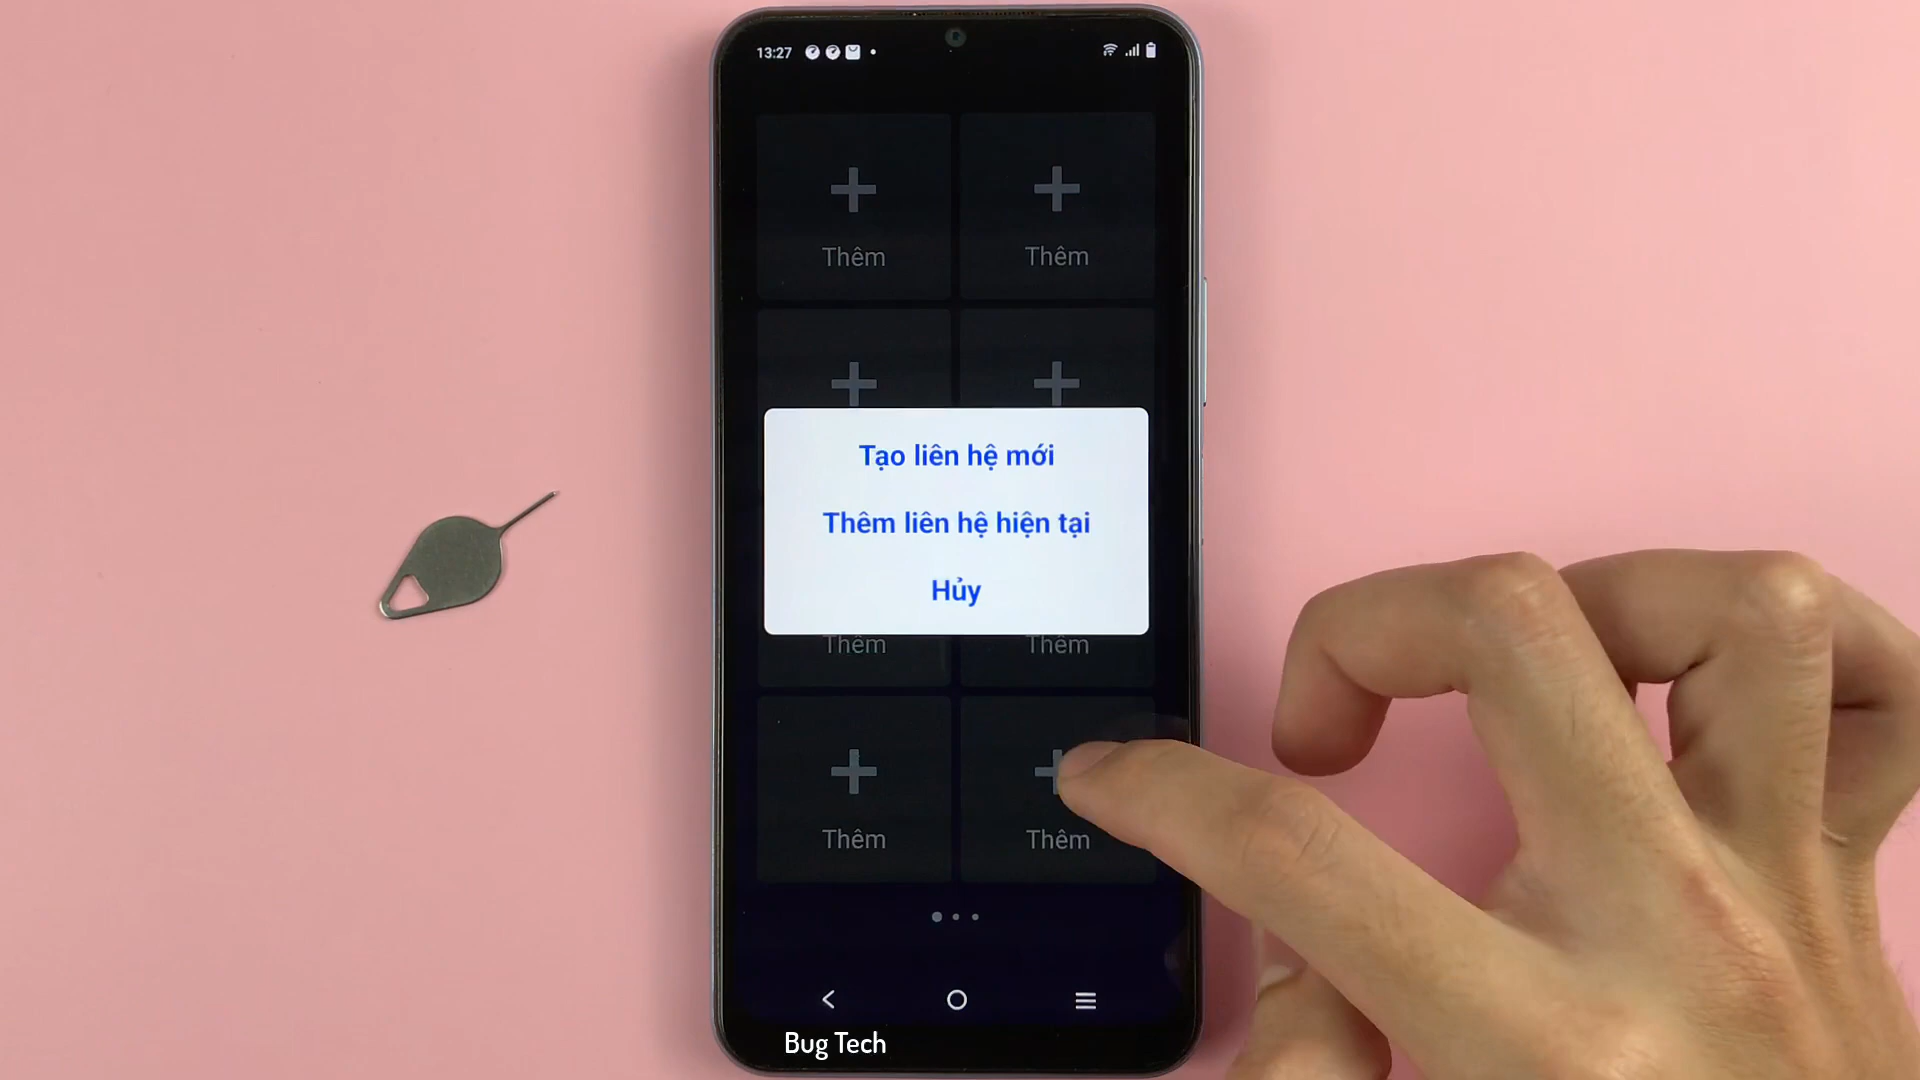 13:27
Thêm Thêm
Tạo liên hệ mới
Thêm liên hệ hiện tại
Hủy
Thêm Thêm
Thêm Thêm
Bug Tech